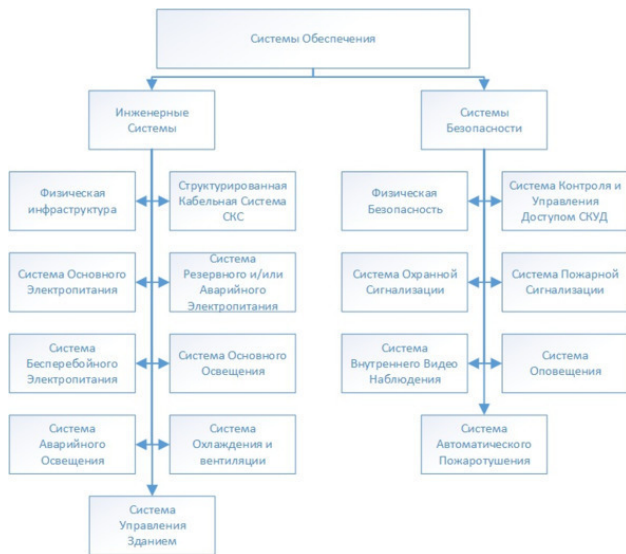 Системы Обеспечения
Инженерные
Системы
Системы
Безопасности
Физическая
инфраструктура
Структурированная
Кабельная Система
СКС
Физическая
Безопасность
Система Контроля и
Управления
Доступом СКУД
Система Основного
Электропитания
Система
Резервного и/или
Аварийного
Электропитания
Система Охранной
Сигнализации
Система Пожарной
Сигнализации
Система
Бесперебойного
Электропитания
Система Основного
Освещения
Система
Внутреннего Видео
Наблюдения
Система
Оповещения
Система
Аварийного
Освещения
Система
Охлаждения и
вентиляции
Система
Автоматического
Пожаротушения
Система
Управления
Зданием